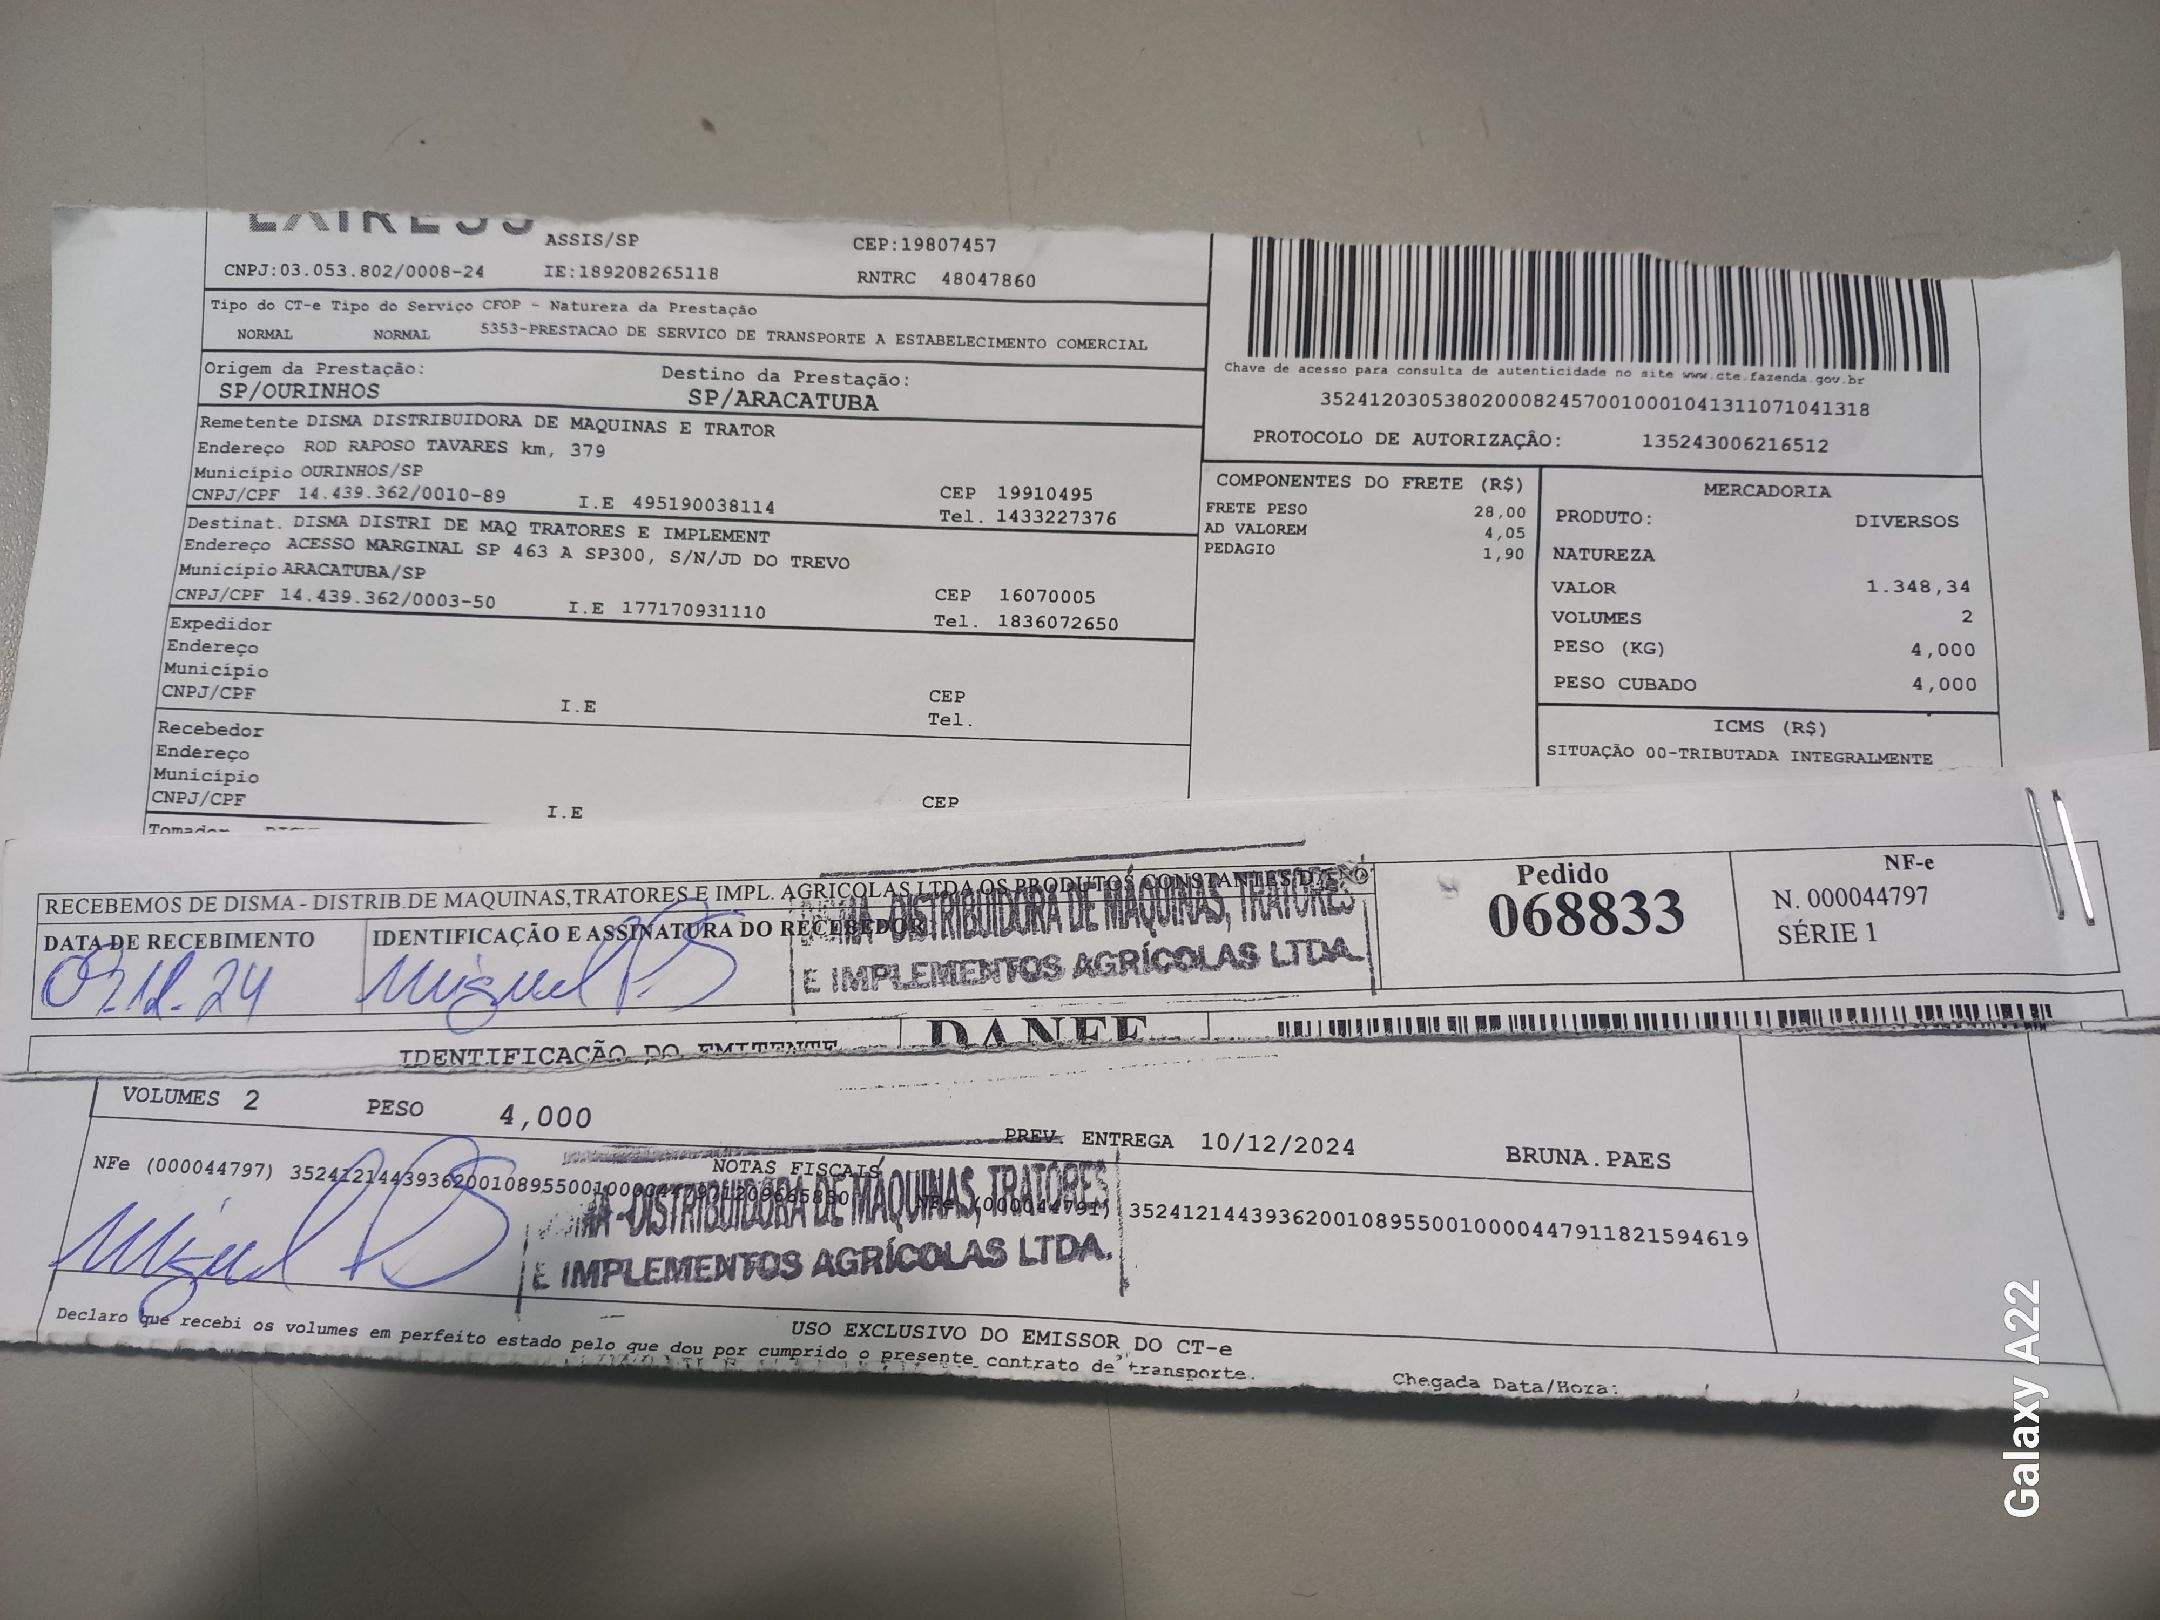 EXPRESS
ASSIS/SP CEP:19807457
CNPJ:03.053.802/0008-24 IE:189208265118 RNTRC 48047860
Tipo do CT-e Tipo do Serviço CFOP - Natureza da Prestação
NORMAL NORMAL 5353-PRESTACAO DE SERVICO DE TRANSPORTE A ESTABELECIMENTO COMERCIAL
Origem da Prestação: Destino da Prestação:
SP/OURINHOS SP/ARACATUBA
Remetente DISMA DISTRIBUIDORA DE MAQUINAS E TRATOR
Endereço ROD RAPOSO TAVARES km, 379
Município OURINHOS/SP
CNPJ/CPF 14.439.362/0010-89 I.E 495190038114 CEP 19910495
Tel. 1433227376
Destinat. DISMA DISTRI DE MAQ TRATORES E IMPLEMENT
Endereço ACESSO MARGINAL SP 463 A SP300, S/N/JD DO TREVO
Município ARACATUBA/SP
CNPJ/CPF 14.439.362/0003-50 I.E 177170931110 CEP 16070005
Tel. 1836072650
Expedidor
Endereço
Município
CNPJ/CPF I.E CEP
Tel.
Recebedor
Endereço
Município
CNPJ/CPF I.E CEP
Tomador
Chave de acesso para consulta de autenticidade no site www.cte.fazenda.gov.br
35241203053802000824570010001041311071041318
PROTOCOLO DE AUTORIZAÇÃO: 135243006216512
COMPONENTES DO FRETE (R$)
FRETE PESO 28,00
AD VALOREM 4,05
PEDAGIO 1,90
MERCADORIA
PRODUTO: DIVERSOS
NATUREZA
VALOR 1.348,34
VOLUMES 2
PESO (KG) 4,000
PESO CUBADO 4,000
ICMS (R$)
SITUAÇÃO 00-TRIBUTADA INTEGRALMENTE
RECEBEMOS DE DISMA - DISTRIB.DE MAQUINAS,TRATORES E IMPL. AGRICOLAS LTDA OS PRODUTOS CONSTANTES
DATA DE RECEBIMENTO IDENTIFICAÇÃO E ASSINATURA DO RECEBEDOR
Miguel
DISTRIBUIDORA DE MÁQUINAS, TRATORES
E IMPLEMENTOS AGRÍCOLAS LTDA.
Pedido
068833
NF-e
N. 000044797
SÉRIE 1
IDENTIFICAÇÃO DO EMITENTE DANFE
VOLUMES 2 PESO 4,000 PREV. ENTREGA 10/12/2024 BRUNA.PAES
NOTAS FISCAIS
NFe (000044797)
NFe (000044791) 35241214439362001089550010000447911821594619
Miguel
DISTRIBUIDORA DE MÁQUINAS, TRATORES
E IMPLEMENTOS AGRÍCOLAS LTDA.
USO EXCLUSIVO DO EMISSOR DO CT-e
Declaro que recebi os volumes em perfeito estado pelo que dou por cumprido o presente contrato de transporte.
Chegada Data/Hora:
Galaxy A22